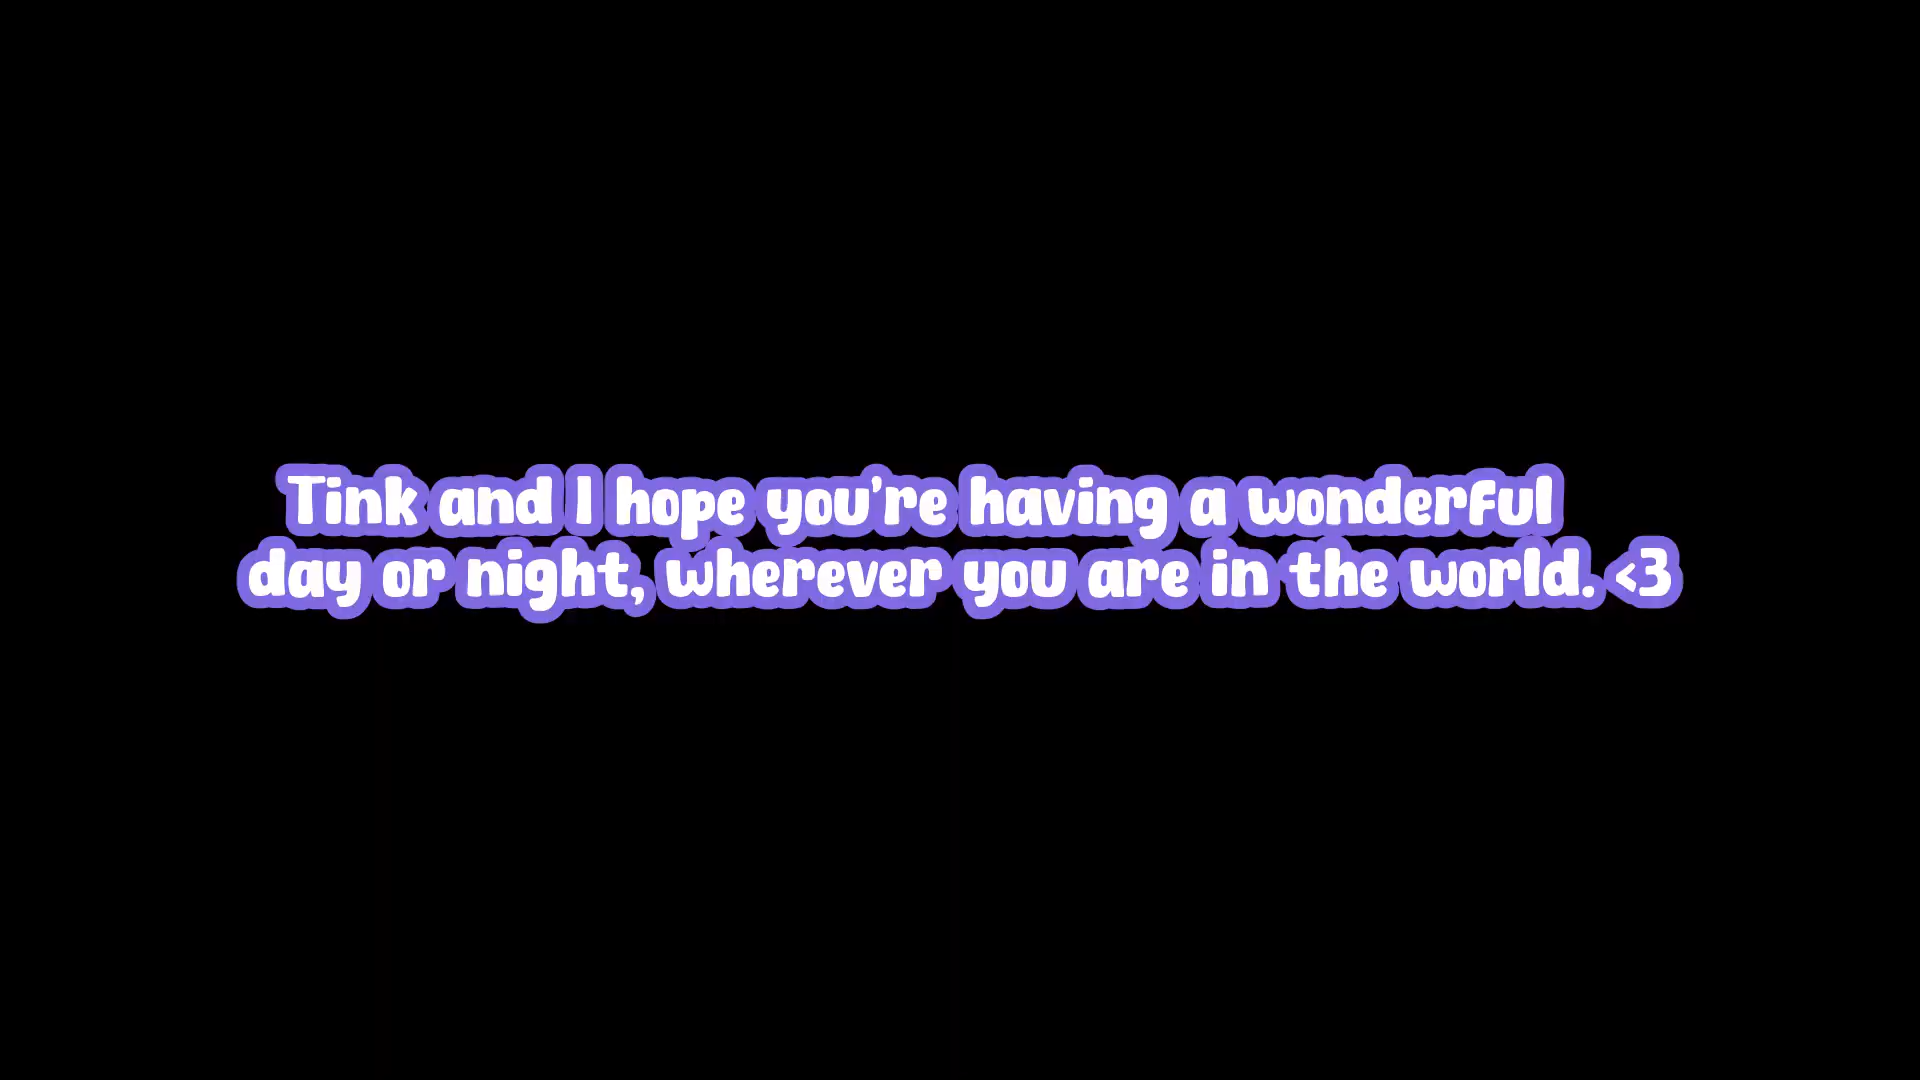 Tink and I hope you’re having a wonderful
day or night, wherever you are in the world. <3